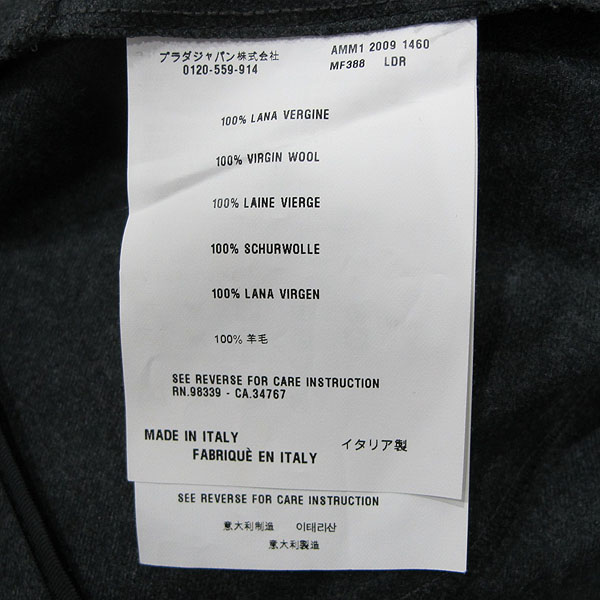 プラダジャパン株式会社 AMM1 2009 1460
0120-559-914 MF388 LDR
100% LANA VERGINE
100% VIRGIN WOOL
100% LAINE VIERGE
100% SCHURWOLLE
100% LANA VIRGEN
100% 羊毛
SEE REVERSE FOR CARE INSTRUCTION
RN.98339 - CA.34767
MADE IN ITALY イタリア製
FABRIQUÈ EN ITALY
SEE REVERSE FOR CARE INSTRUCTION
意大利制造 이태리산
意大利製造